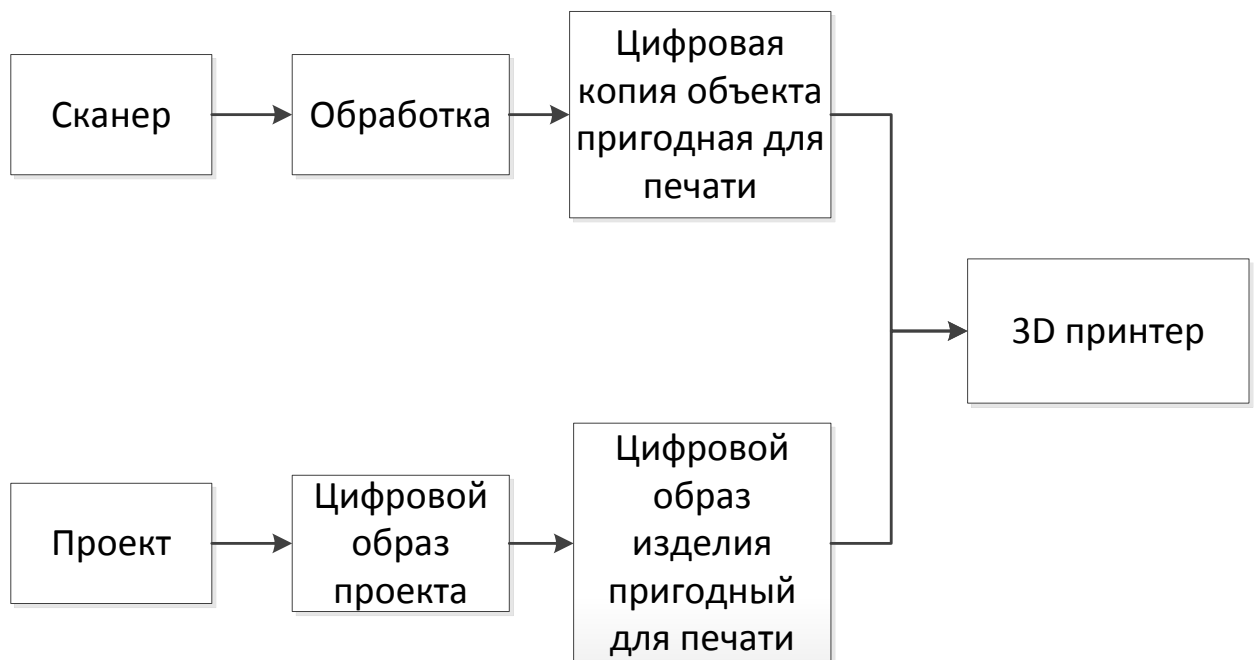 Сканер
Обработка
Цифровая
копия объекта
пригодная для
печати
3D принтер
Проект
Цифровой
образ
проекта
Цифровой
образ
изделия
пригодный
для печати